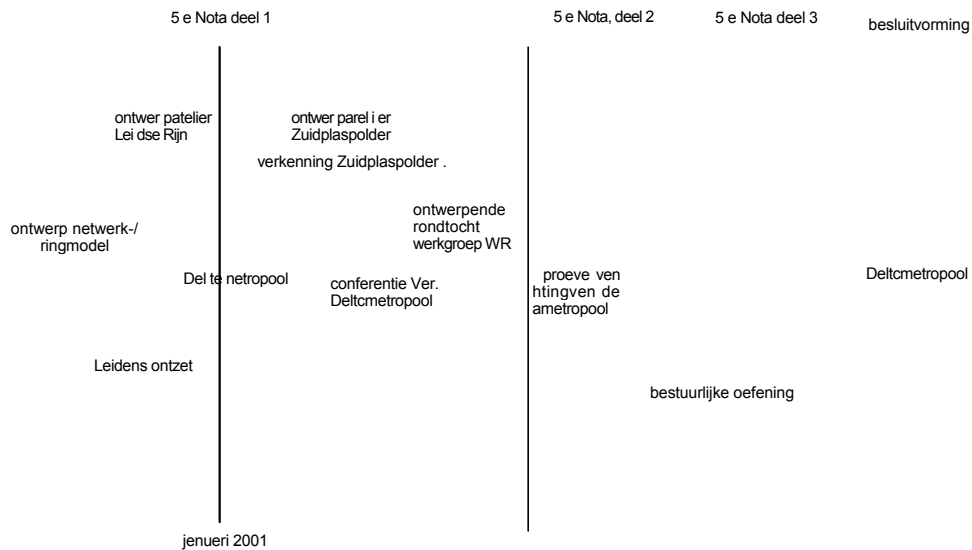 5 e Nota deel 1
5 e Nota, deel 2
5 e Nota deel 3
besluitvorming
ontwer patelier
Lei dse Rijn
ontwer parel i er
Zuidplaspolder
verkenning Zuidplaspolder .
ontwerpende
rondtocht
werkgroep WR
ontwerp netwerk-/
ringmodel
Del te netropool
conferentie Ver.
Deltcmetropool
proeve ven
htingven de
ametropool
Deltcmetropool
Leidens ontzet
bestuurlijke oefening
jenueri 2001